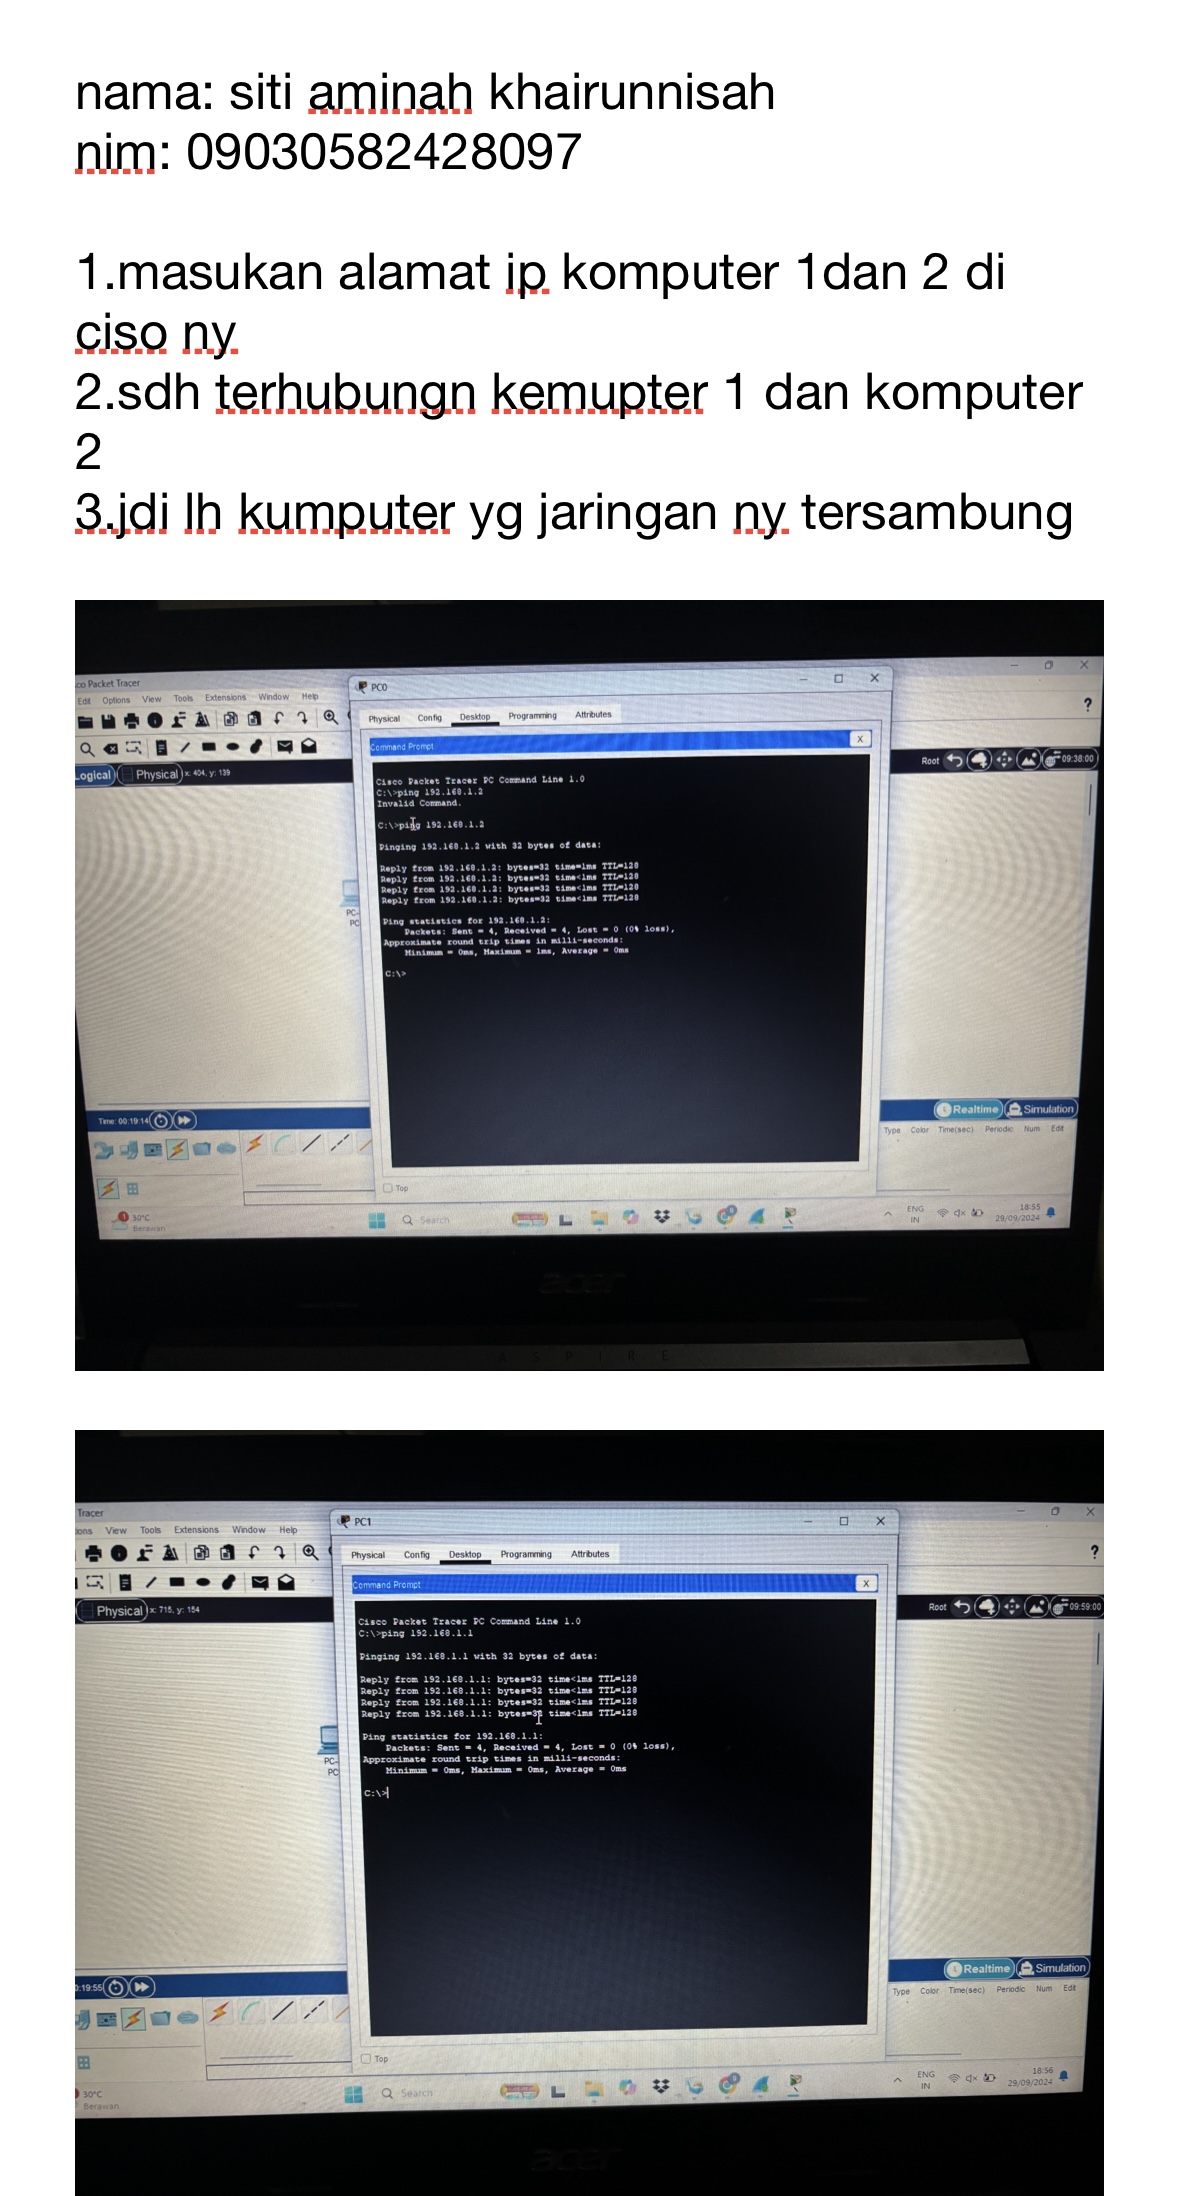 nama: siti aminah khairunnisah
nim: 09030582428097
1.masukan alamat ip komputer 1dan 2 di
ciso ny
2.sdh terhubungn kemupter 1 dan komputer
2
3.jdi lh kumputer yg jaringan ny tersambung
co Packet Tracer
Edit Options View Tools Extensions Window Help
PC0
Physical Config Desktop Programming Attributes
Command Prompt
X
?
Logical Physical x: 404, y: 139
Root 09:38:00
Cisco Packet Tracer PC Command Line 1.0
C:\>ping 192.168.1.2
Invalid Command.
C:\>ping 192.168.1.2
Pinging 192.168.1.2 with 32 bytes of data:
Reply from 192.168.1.2: bytes=32 time=1ms TTL=128
Reply from 192.168.1.2: bytes=32 time<1ms TTL=128
Reply from 192.168.1.2: bytes=32 time<1ms TTL=128
Reply from 192.168.1.2: bytes=32 time<1ms TTL=128
Ping statistics for 192.168.1.2:
Packets: Sent = 4, Received = 4, Lost = 0 (0% loss),
Approximate round trip times in milli-seconds:
Minimum = 0ms, Maximum = 1ms, Average = 0ms
C:\>
PC-
PC
Time: 00:19:14
Realtime Simulation
Type Color Time(sec) Periodic Num Edit
Top
30°C
Berawan
Search
ENG
IN
18:55
29/09/2024
acer
ASPIRE
Tracer
ions View Tools Extensions Window Help
PC1
Physical Config Desktop Programming Attributes
Command Prompt
X
?
Physical x: 715, y: 154
Root 09:59:00
Cisco Packet Tracer PC Command Line 1.0
C:\>ping 192.168.1.1
Pinging 192.168.1.1 with 32 bytes of data:
Reply from 192.168.1.1: bytes=32 time<1ms TTL=128
Reply from 192.168.1.1: bytes=32 time<1ms TTL=128
Reply from 192.168.1.1: bytes=32 time<1ms TTL=128
Reply from 192.168.1.1: bytes=32 time<1ms TTL=128
Ping statistics for 192.168.1.1:
Packets: Sent = 4, Received = 4, Lost = 0 (0% loss),
Approximate round trip times in milli-seconds:
Minimum = 0ms, Maximum = 0ms, Average = 0ms
C:\>
PC-
PC
0:19:55
Realtime Simulation
Type Color Time(sec) Periodic Num Edit
Top
30°C
Berawan
Search
ENG
IN
18:56
29/09/2024
acer